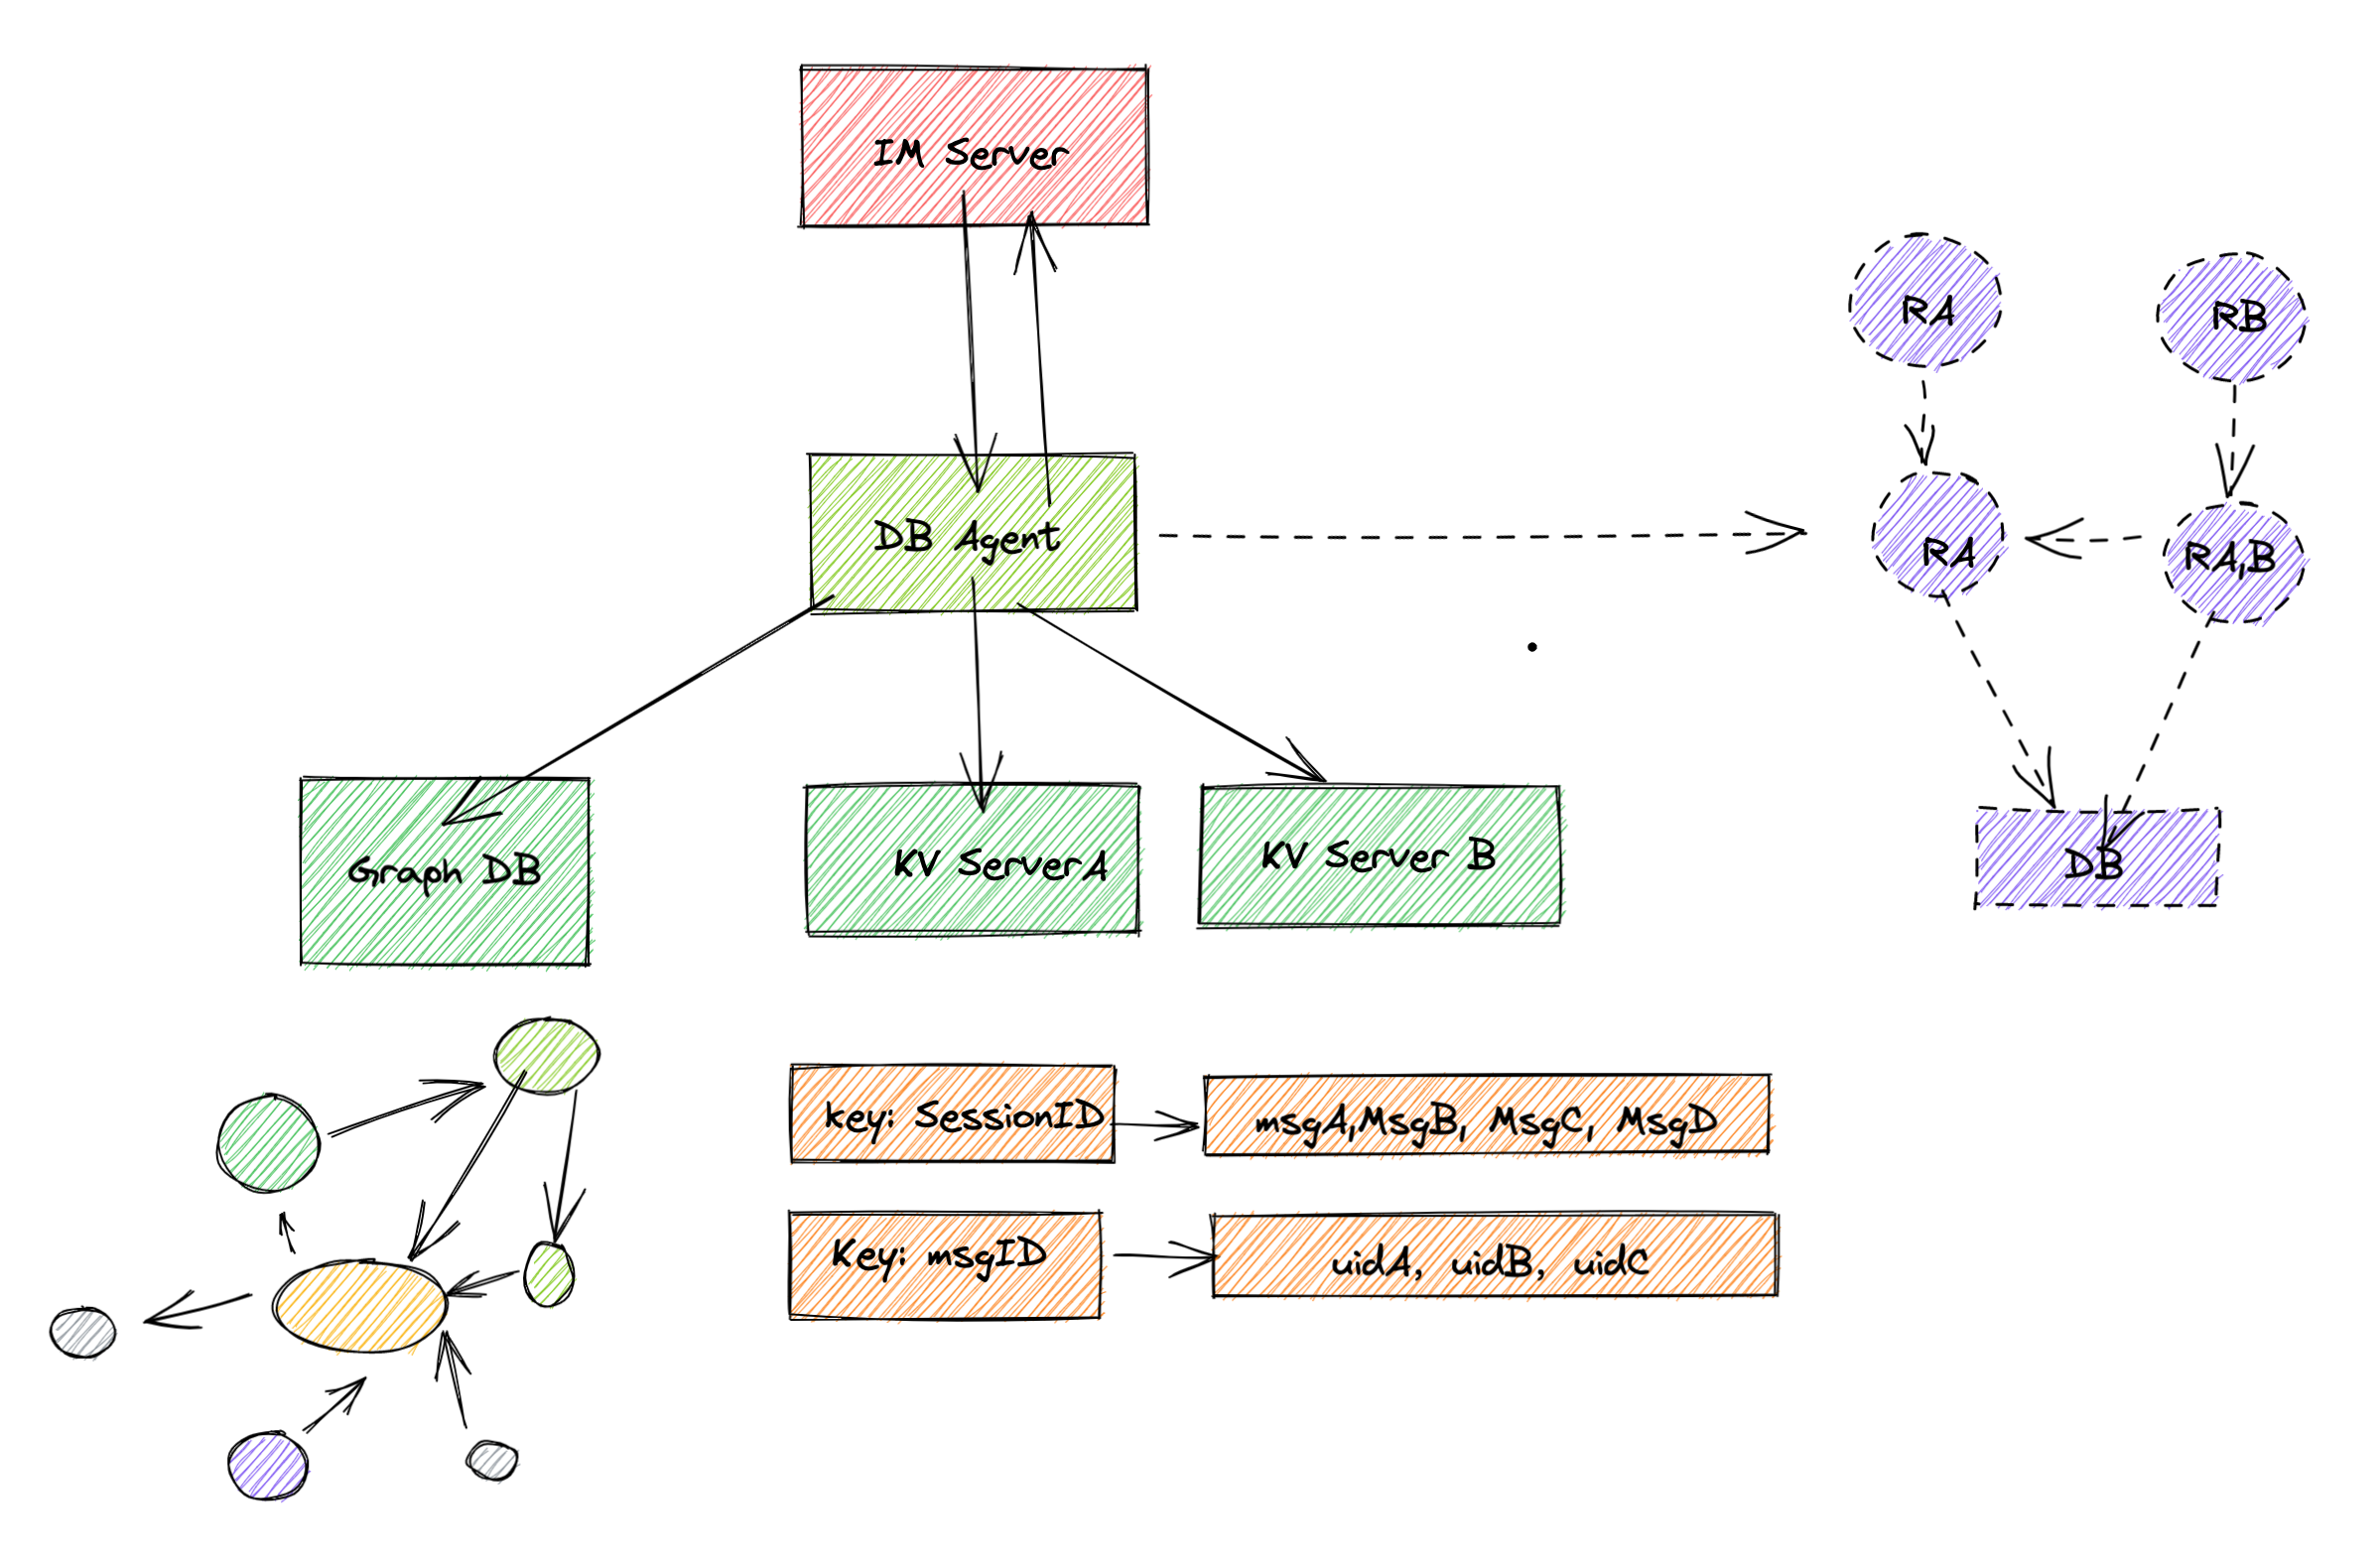 IM Server
RA
RB
DB Agent
RA
RA,B
Graph DB
KV ServerA
KV Server B
DB
key: SessionID
msgA,MsgB, MsgC, MsgD
Key: msgID
uidA, uidB, uidC